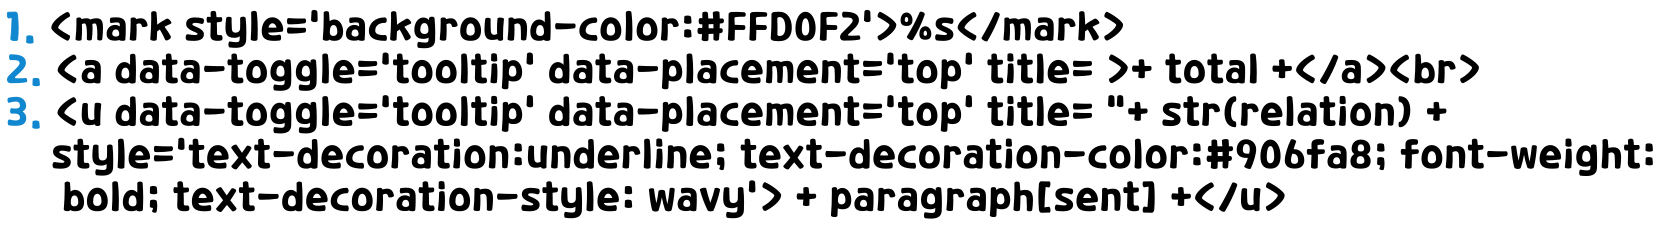 1. <mark style='background-color:#FFD0F2'>%s</mark>
2. <a data-toggle='tooltip' data-placement='top' title= >+ total +</a><br>
3. <u data-toggle='tooltip' data-placement='top' title= "+ str(relation) +
style='text-decoration:underline; text-decoration-color:#906fa8; font-weight:
bold; text-decoration-style: wavy'> + paragraph[sent] +</u>